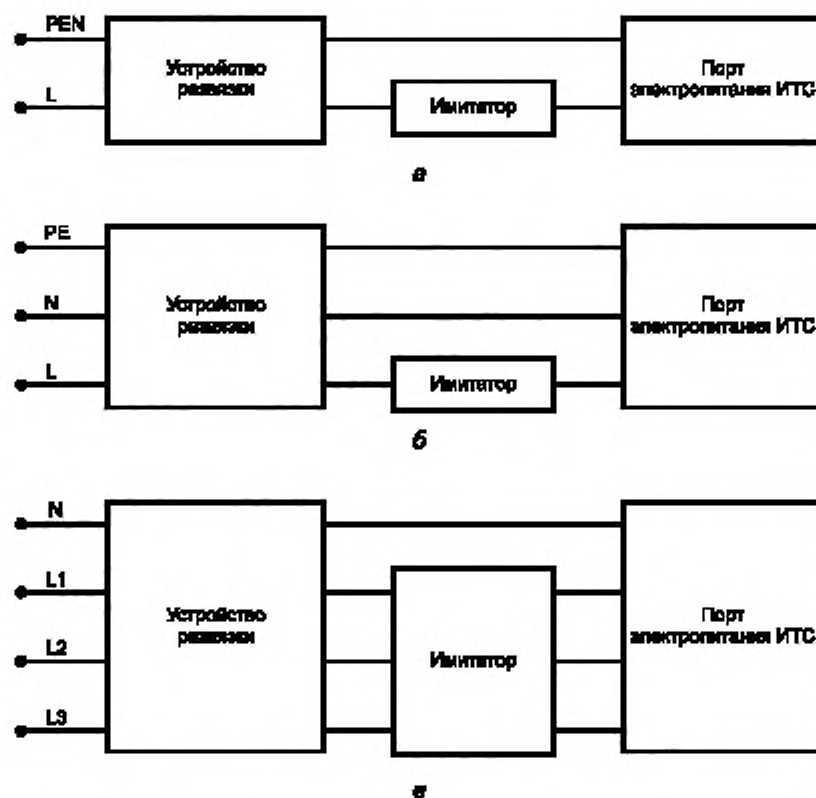 PEN
Устройство
развязки
Порт
электропитания ИТС
L
Имитатор
а
PE
N
Устройство
развязки
Порт
электропитания ИТС
L
Имитатор
б
N
L1
Устройство
развязки
Порт
электропитания ИТС
L2
Имитатор
L3
в